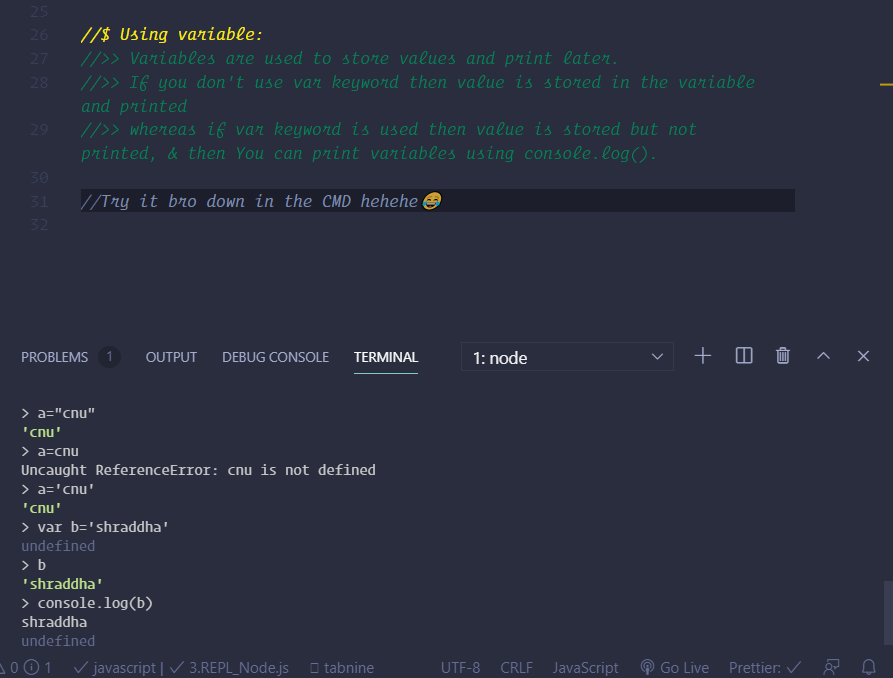 25
26 //$ Using variable:
27 //>> Variables are used to store values and print later.
28 //>> If you don't use var keyword then value is stored in the variable
and printed
29 //>> whereas if var keyword is used then value is stored but not
printed, & then You can print variables using console.log().
30
31 //Try it bro down in the CMD hehehe😂
32
PROBLEMS 1 OUTPUT DEBUG CONSOLE TERMINAL 1: node
> a="cnu"
'cnu'
> a=cnu
Uncaught ReferenceError: cnu is not defined
> a='cnu'
'cnu'
> var b='shraddha'
undefined
> b
'shraddha'
> console.log(b)
shraddha
undefined
0 1 javascript | 3.REPL_Node.js tabnine UTF-8 CRLF JavaScript Go Live Prettier: